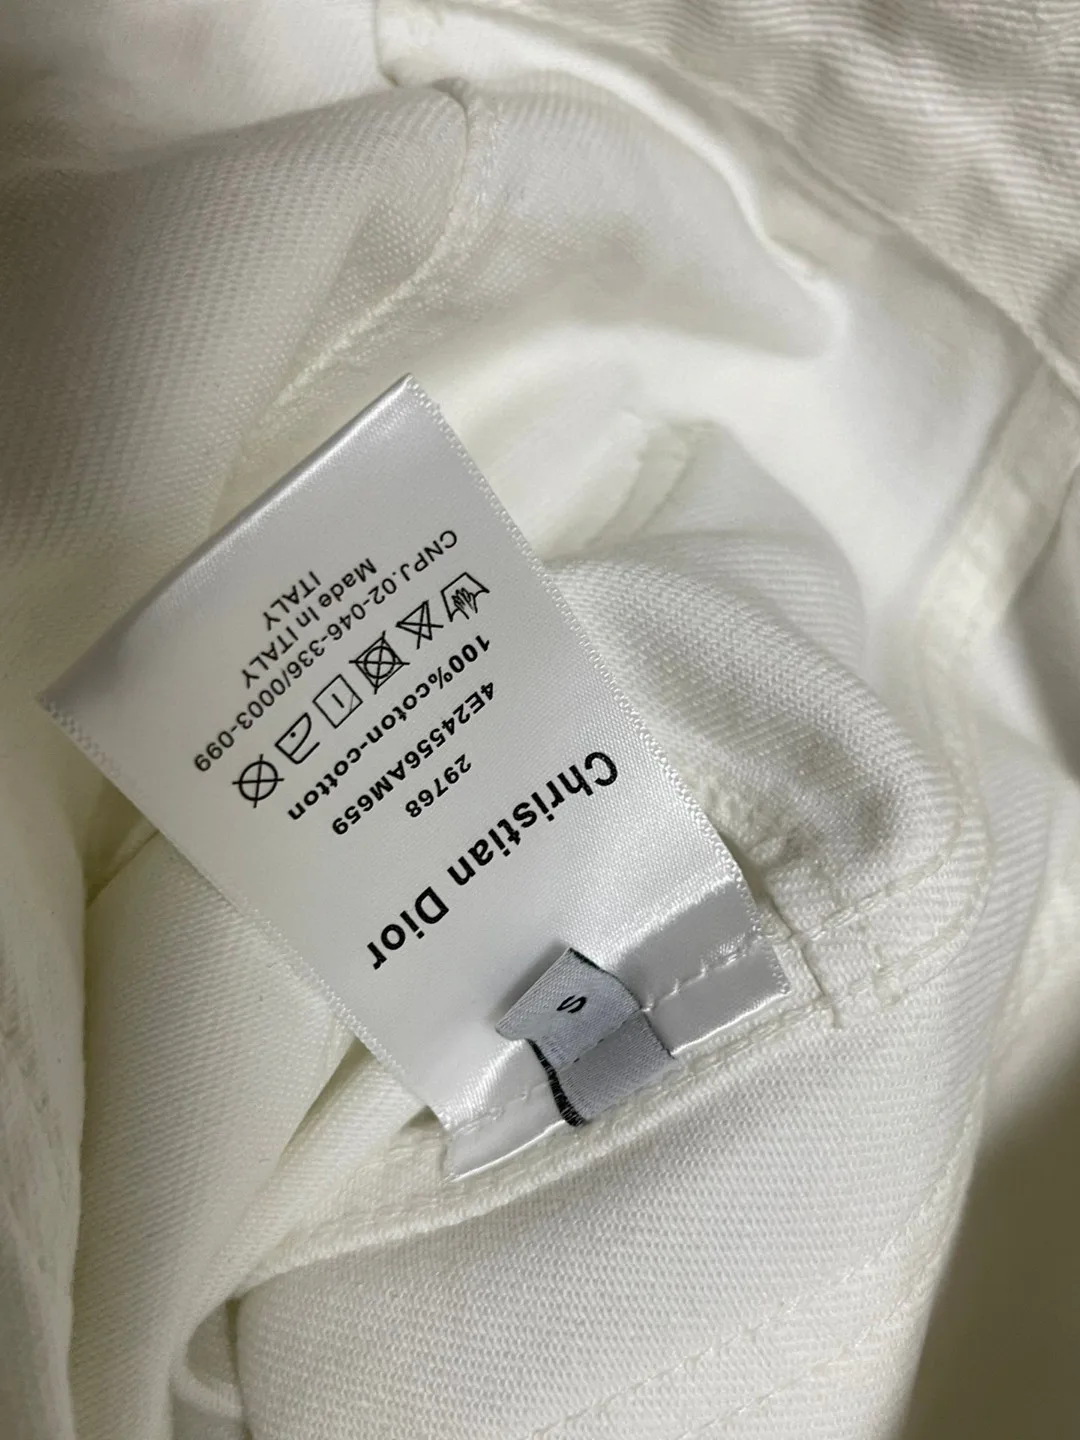 Christian Dior
29768
4E24556AM659
100%coton-cotton
CNPJ.02-046-336/0003-099
Made in ITALY
ITALY
S